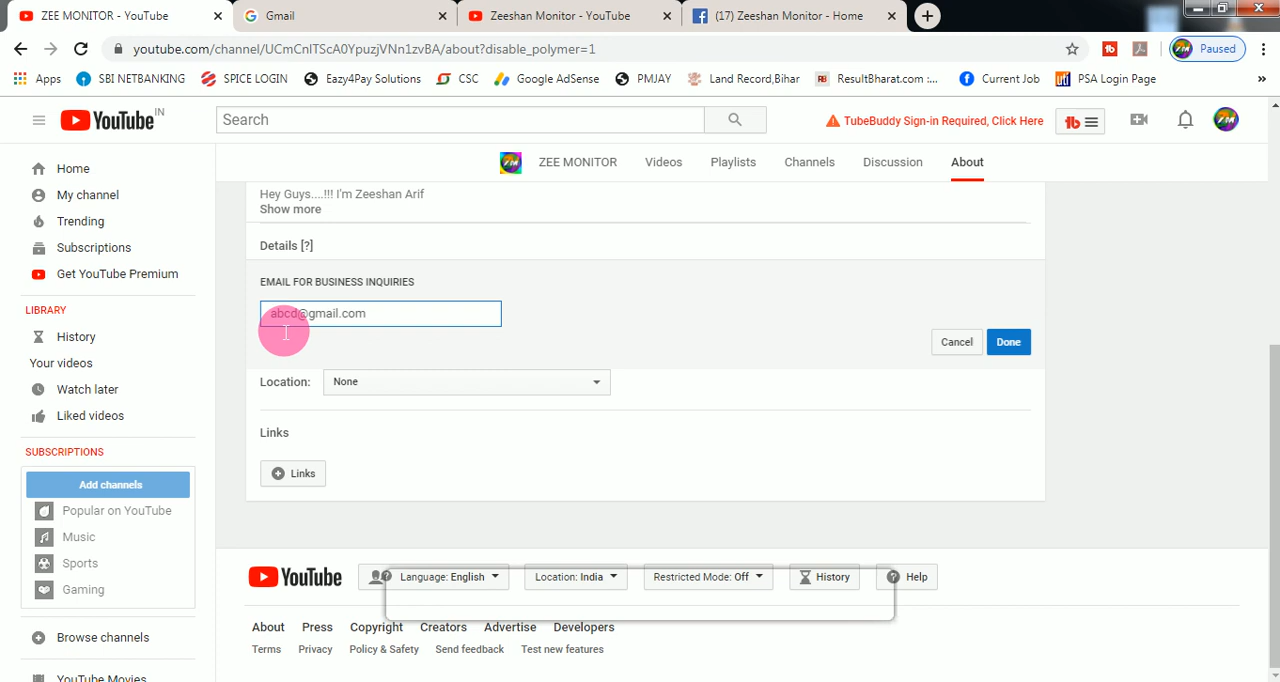 ZEE MONITOR - YouTube
Gmail
Zeeshan Monitor - YouTube
(17) Zeeshan Monitor - Home
youtube.com/channel/UCmCnITScA0YpuzjVNn1zvBA/about?disable_polymer=1
Paused
Apps
SBI NETBANKING
SPICE LOGIN
Eazy4Pay Solutions
CSC
Google AdSense
PMJAY
Land Record,Bihar
ResultBharat.com :...
Current Job
PSA Login Page
YouTube IN
Search
TubeBuddy Sign-in Required, Click Here
tb
ZEE MONITOR
Videos
Playlists
Channels
Discussion
About
Home
My channel
Trending
Subscriptions
Get YouTube Premium
LIBRARY
History
Your videos
Watch later
Liked videos
SUBSCRIPTIONS
Add channels
Popular on YouTube
Music
Sports
Gaming
Browse channels
YouTube Movies
Hey Guys....!!! I'm Zeeshan Arif
Show more
Details [?]
EMAIL FOR BUSINESS INQUIRIES
abcd@gmail.com
Cancel
Done
Location:
None
Links
Links
YouTube
Language: English
Location: India
Restricted Mode: Off
History
Help
About
Press
Copyright
Creators
Advertise
Developers
Terms
Privacy
Policy & Safety
Send feedback
Test new features